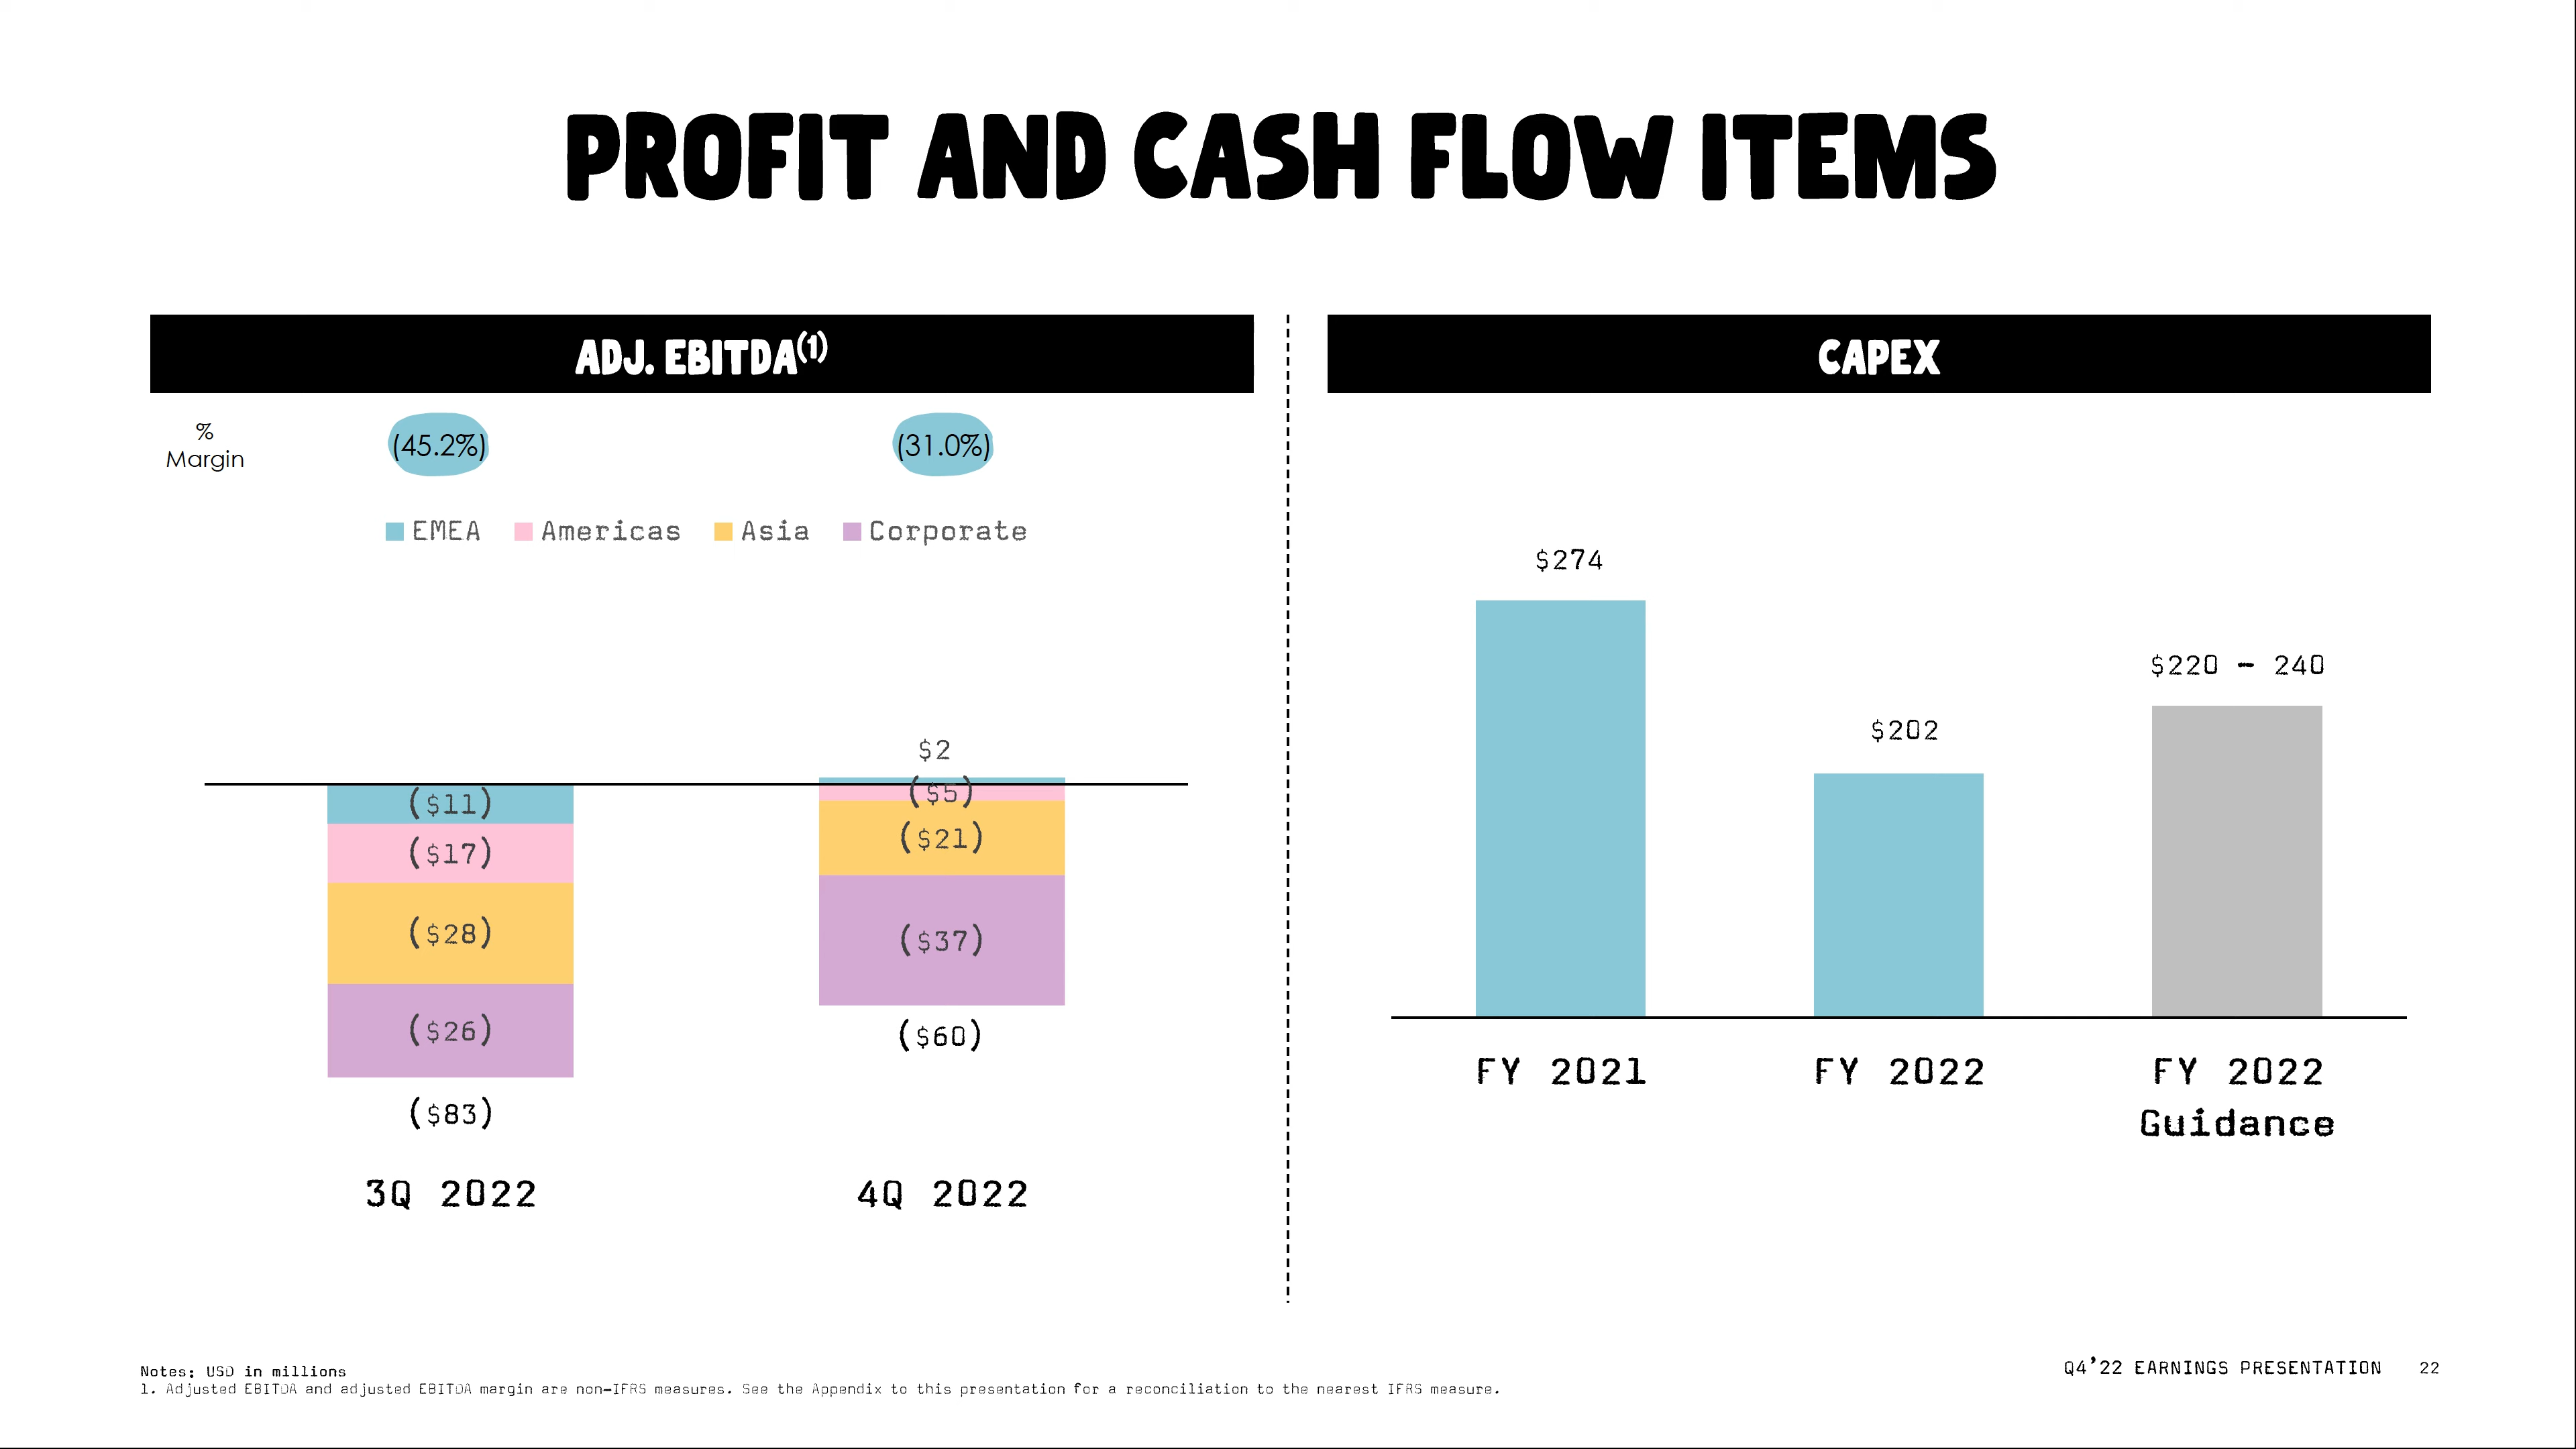 PROFIT AND CASH FLOW ITEMS
ADJ. EBITDA(1)
%
Margin
(45.2%)
(31.0%)
EMEA
Americas
Asia
Corporate
$2
($11)
($5)
($17)
($21)
($28)
($37)
($26)
($60)
($83)
3Q 2022
4Q 2022
CAPEX
$274
$202
$220 – 240
FY 2021
FY 2022
FY 2022
Guidance
Notes: USD in millions
1. Adjusted EBITDA and adjusted EBITDA margin are non-IFRS measures. See the Appendix to this presentation for a reconciliation to the nearest IFRS measure.
Q4’22 EARNINGS PRESENTATION 22